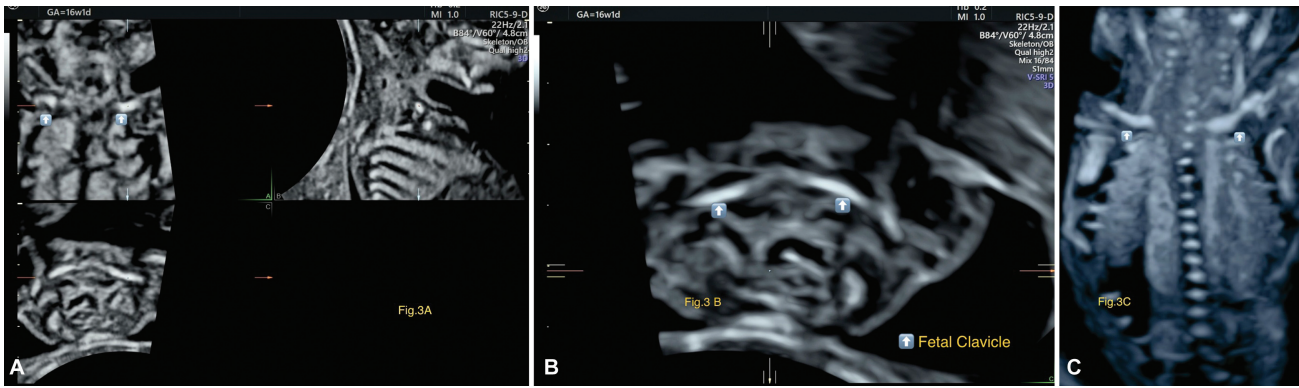 GA=16w1d
MI 1.0
RIC5-9-D
22Hz/2.1
B84°/V60°/ 4.8cm
Skeleton/OB
Qual high2
3D
A
B
C
Fig.3A
A
GA=16w1d
MI 1.0
RIC5-9-D
22Hz/2.1
B84°/V60°/ 4.8cm
Skeleton/OB
Qual high2
Mix 16/84
S1mm
V-SRI 5
3D
Fig.3 B
Fetal Clavicle
C
B
Fig.3C
C